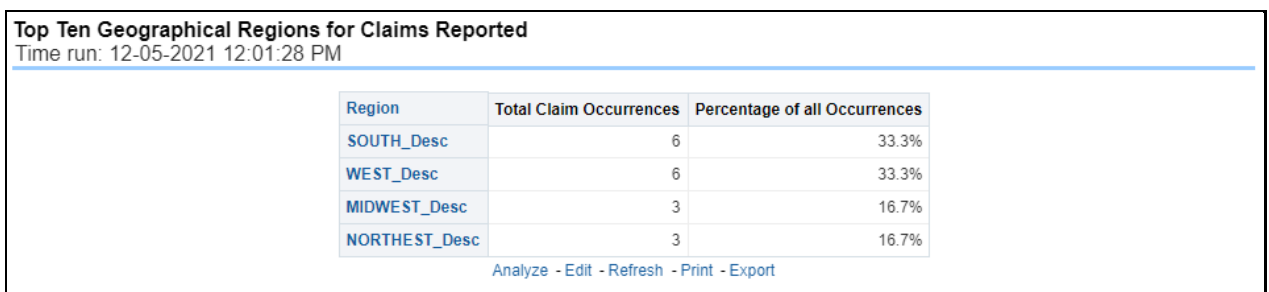 Top Ten Geographical Regions for Claims Reported
Time run: 12-05-2021 12:01:28 PM
Region Total Claim Occurrences Percentage of all Occurrences
SOUTH_Desc 6 33.3%
WEST_Desc 6 33.3%
MIDWEST_Desc 3 16.7%
NORTHEST_Desc 3 16.7%
Analyze - Edit - Refresh - Print - Export